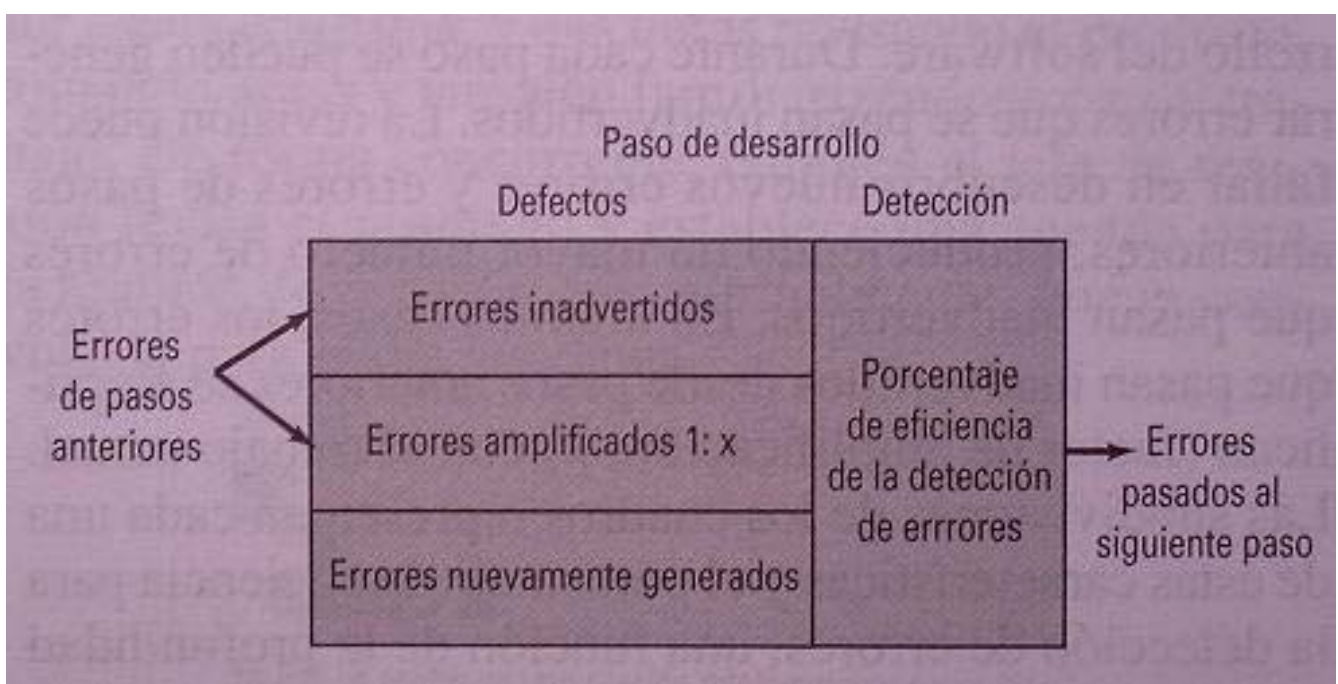 Paso de desarrollo
Defectos
Detección
Errores
de pasos
anteriores
Errores inadvertidos
Errores amplificados 1: x
Errores nuevamente generados
Porcentaje
de eficiencia
de la detección
de errrores
Errores
pasados al
siguiente paso